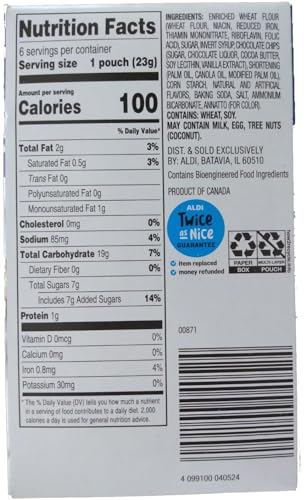 Nutrition Facts
6 servings per container
Serving size 1 pouch (23g)
Amount per serving
Calories 100
% Daily Value*
Total Fat 2g 3%
Saturated Fat 0.5g 3%
Trans Fat 0g
Polyunsaturated Fat 0g
Monounsaturated Fat 1g
Cholesterol 0mg 0%
Sodium 85mg 4%
Total Carbohydrate 19g 7%
Dietary Fiber 0g 0%
Total Sugars 7g
Includes 7g Added Sugars 14%
Protein 1g
Vitamin D 0mcg 0%
Calcium 0mg 0%
Iron 0.8mg 4%
Potassium 30mg 0%
* The % Daily Value (DV) tells you how much a nutrient
in a serving of food contributes to a daily diet. 2,000
calories a day is used for general nutrition advice.
INGREDIENTS: ENRICHED WHEAT FLOUR
(WHEAT FLOUR, NIACIN, REDUCED IRON,
THIAMIN MONONITRATE, RIBOFLAVIN, FOLIC
ACID), SUGAR, INVERT SYRUP, CHOCOLATE CHIPS
(SUGAR, CHOCOLATE LIQUOR, COCOA BUTTER,
SOY LECITHIN, VANILLA EXTRACT), SHORTENING
(PALM OIL, CANOLA OIL, MODIFIED PALM OIL),
CORN STARCH, NATURAL AND ARTIFICIAL
FLAVORS, BAKING SODA, SALT, AMMONIUM
BICARBONATE, ANNATTO (FOR COLOR).
CONTAINS: WHEAT, SOY.
MAY CONTAIN MILK, EGG, TREE NUTS
(COCONUT).
DIST. & SOLD EXCLUSIVELY
BY: ALDI, BATAVIA, IL 60510
Contains Bioengineered Food Ingredients
PRODUCT OF CANADA
ALDI
Twice
as Nice
GUARANTEE
item replaced
money refunded
PAPER
BOX
MULTI-LAYER
POUCH
00871
4 099100 040524